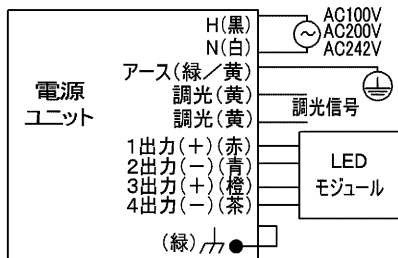 H(黒)
N(白)
AC100V
AC200V
AC242V
アース(緑／黄)
調光(黄)
調光(黄)
調光信号
電源
ユニット
1出力(＋)(赤)
2出力(－)(青)
3出力(＋)(橙)
4出力(－)(茶)
LED
モジュール
(緑)